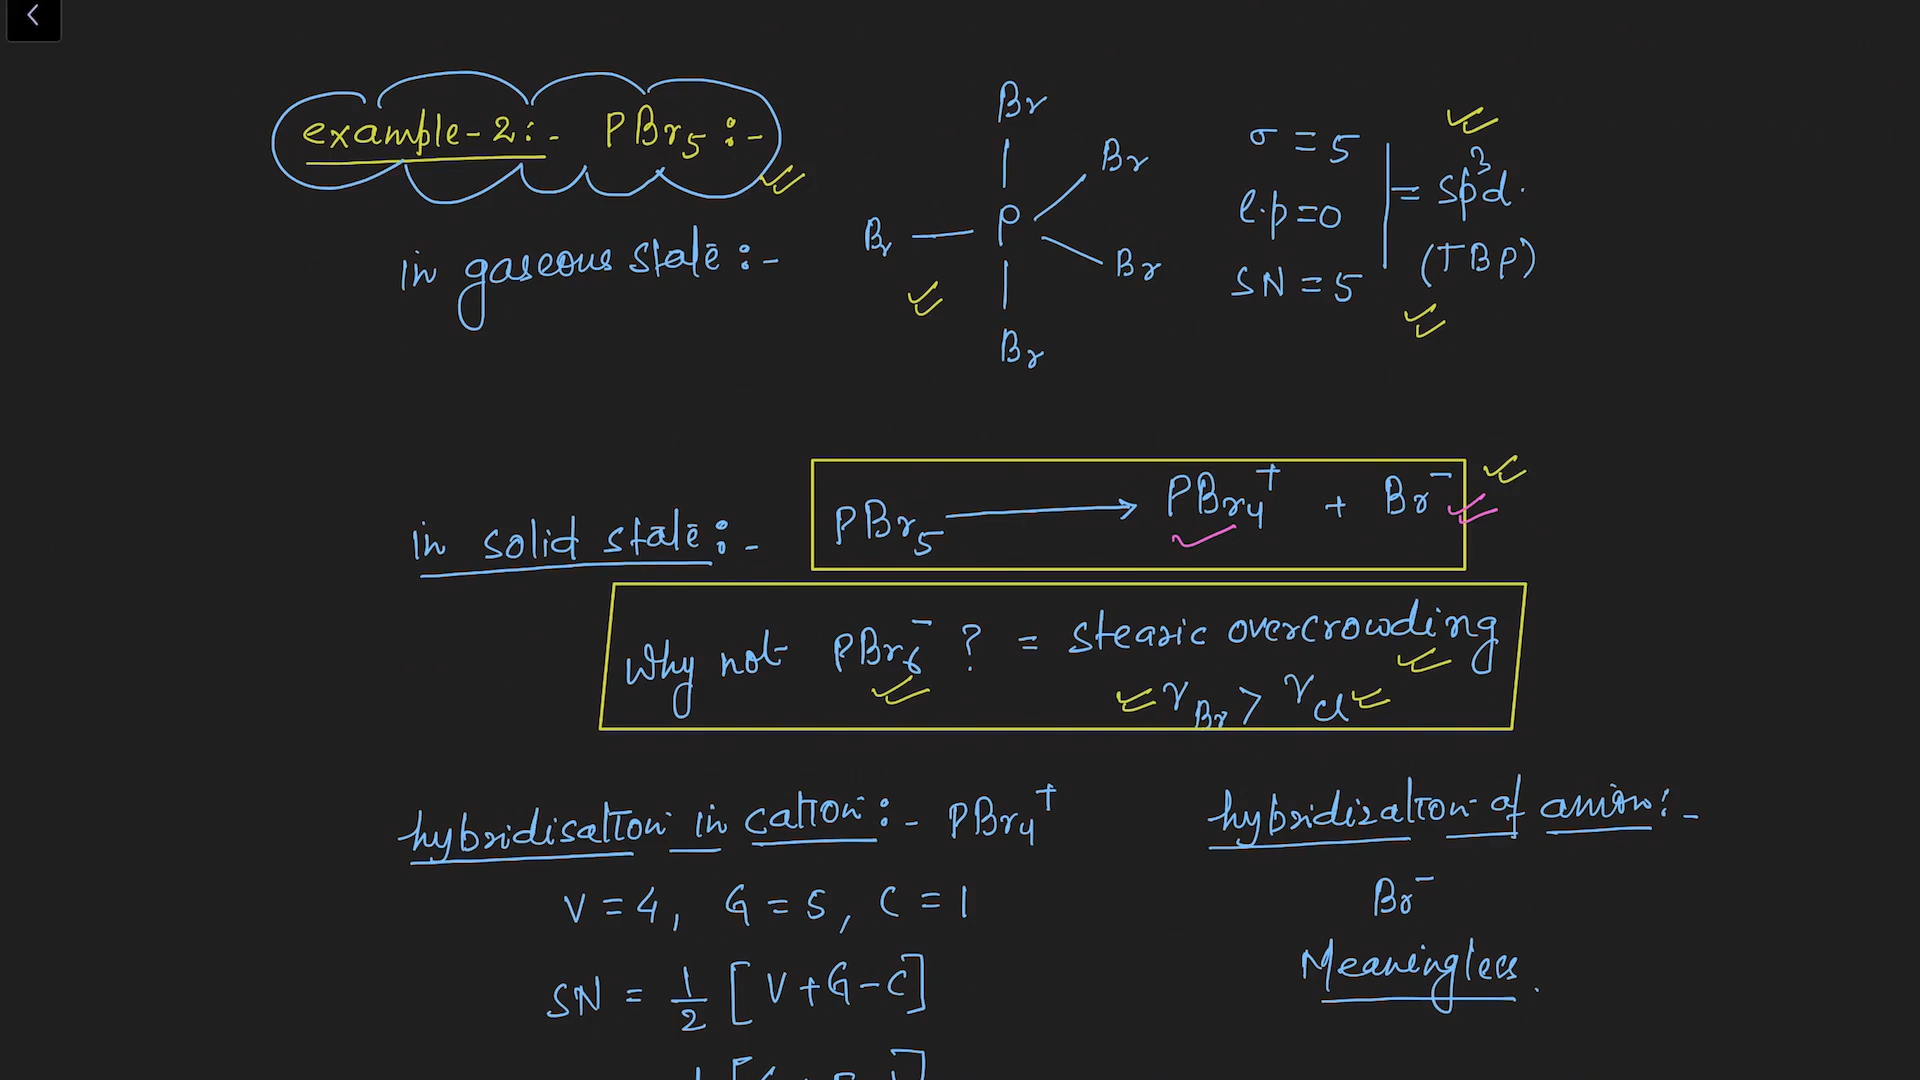 example-2:- PBr5 :-
in gaseous state :-
Br
Br
Br — P
Br
Br
σ = 5
l.p = 0
SN = 5
= sp³d.
(TBP)
in solid state :-
PBr5 ⟶ PBr4⁺ + Br⁻
Why not PBr6⁻ ? = stearic overcrowding
r Br > r Cl
hybridisation in cation :- PBr4⁺
V = 4, G = 5, C = 1
SN = 1/2 [V+G-C]
hybridization of anion :-
Br⁻
Meaningless.